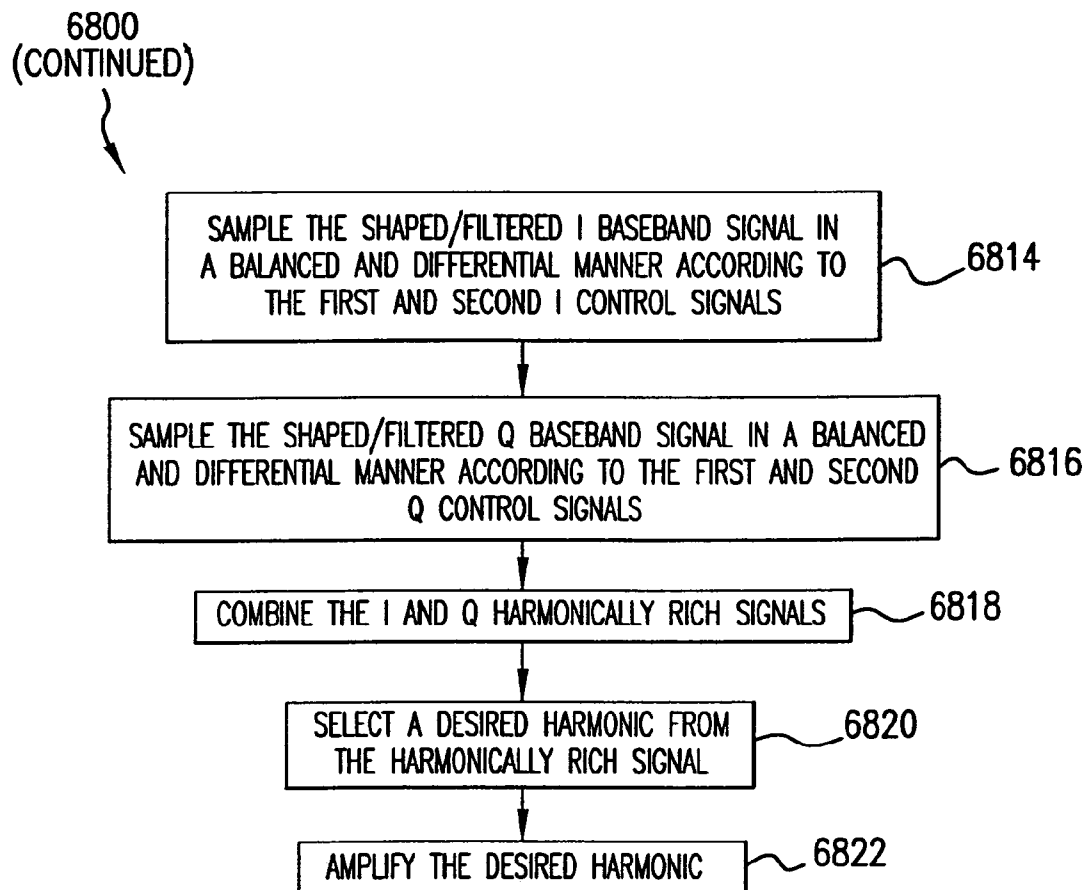 6800
(CONTINUED)
SAMPLE THE SHAPED/FILTERED I BASEBAND SIGNAL IN
A BALANCED AND DIFFERENTIAL MANNER ACCORDING TO
THE FIRST AND SECOND I CONTROL SIGNALS
6814
SAMPLE THE SHAPED/FILTERED Q BASEBAND SIGNAL IN A BALANCED
AND DIFFERENTIAL MANNER ACCORDING TO THE FIRST AND SECOND
Q CONTROL SIGNALS
6816
COMBINE THE I AND Q HARMONICALLY RICH SIGNALS
6818
SELECT A DESIRED HARMONIC FROM
THE HARMONICALLY RICH SIGNAL
6820
AMPLIFY THE DESIRED HARMONIC
6822